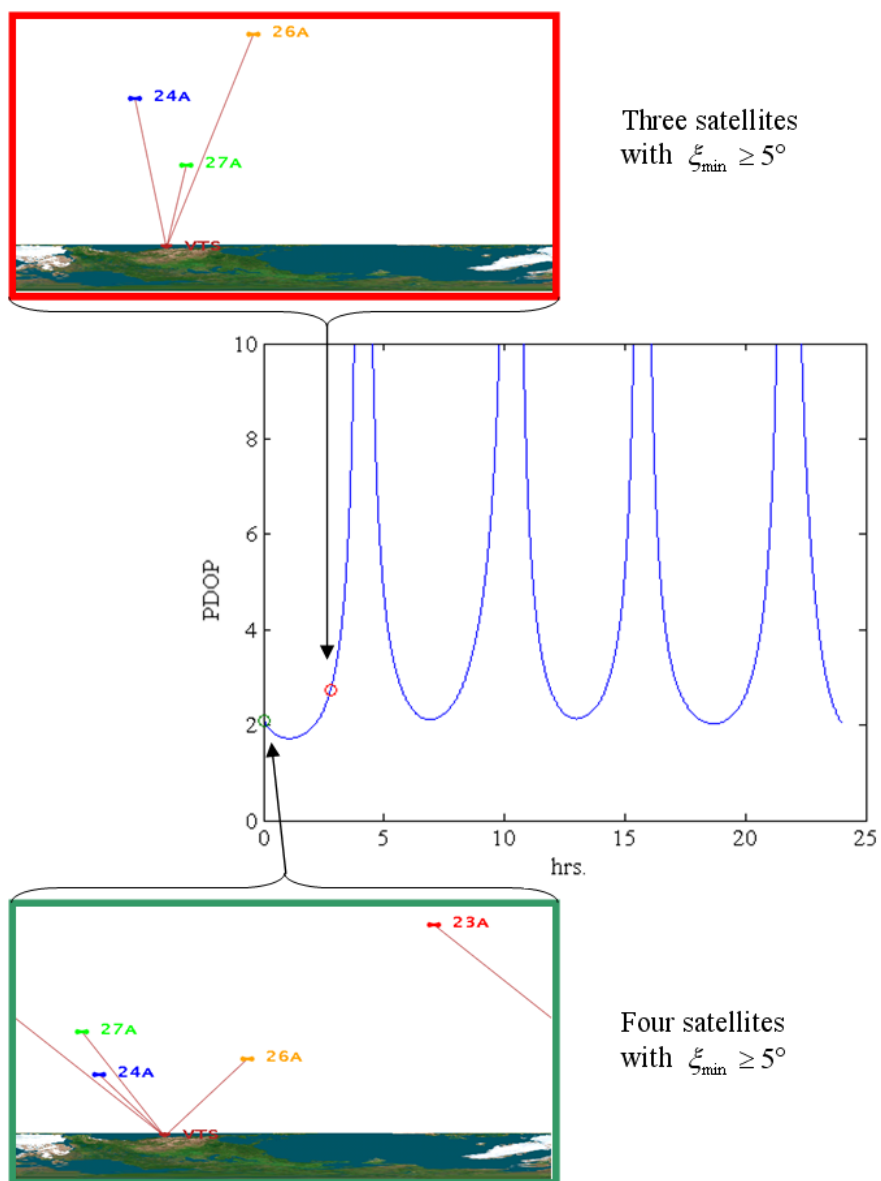 26A
24A
27A
VTS
Three satellites
with ξmin ≥ 5°
10
8
6
4
2
0
PDOP
0 5 10 15 20 25
hrs.
23A
27A
26A
24A
VTS
Four satellites
with ξmin ≥ 5°